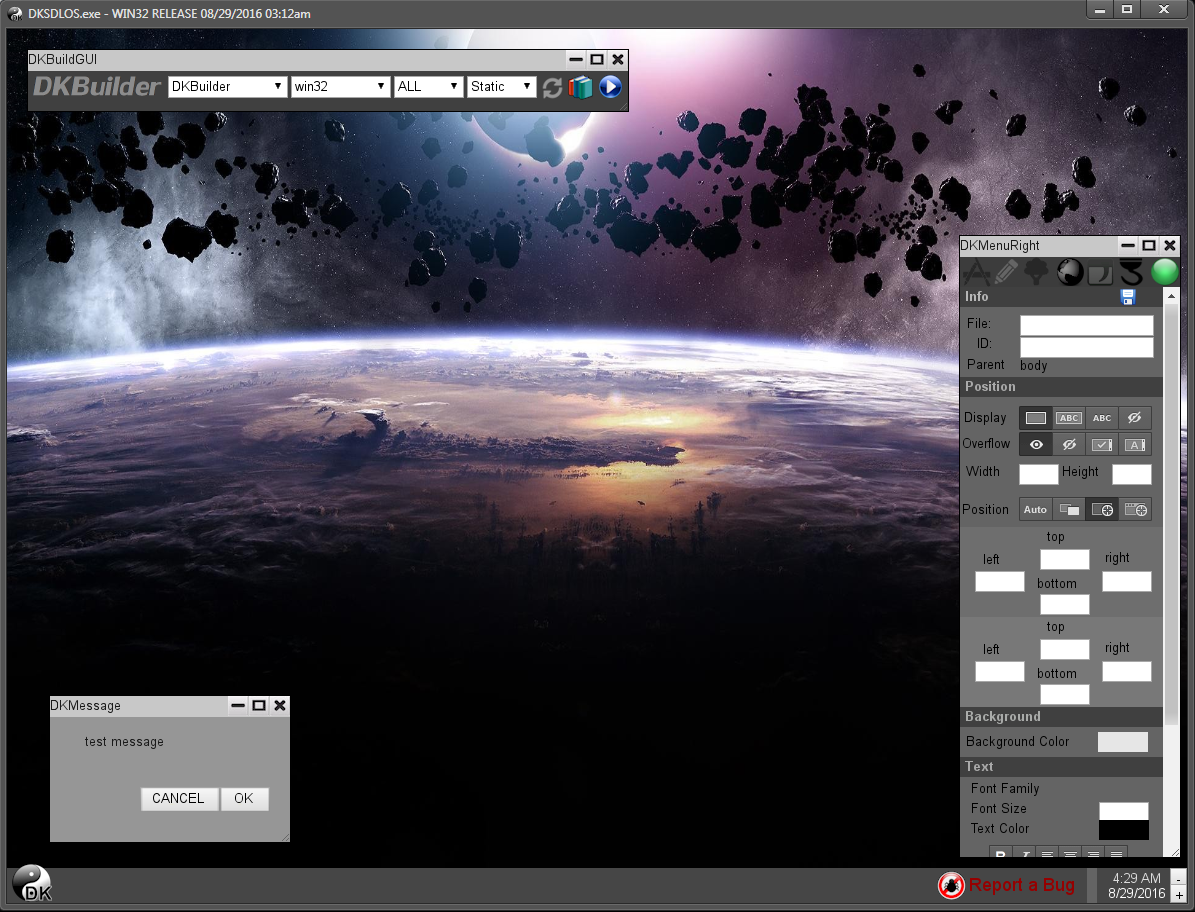 DKSDLOS.exe - WIN32 RELEASE 08/29/2016 03:12am
DKBuildGUI
DKBuilder DKBuilder win32 ALL Static
DKMenuRight
Info
File:
ID:
Parent body
Position
Display ABC ABC
Overflow A
Width Height
Position Auto
top
left right
bottom
top
left right
bottom
Background
Background Color
Text
Font Family
Font Size
Text Color
B I
DKMessage
test message
CANCEL OK
DK
Report a Bug
4:29 AM -
8/29/2016 +